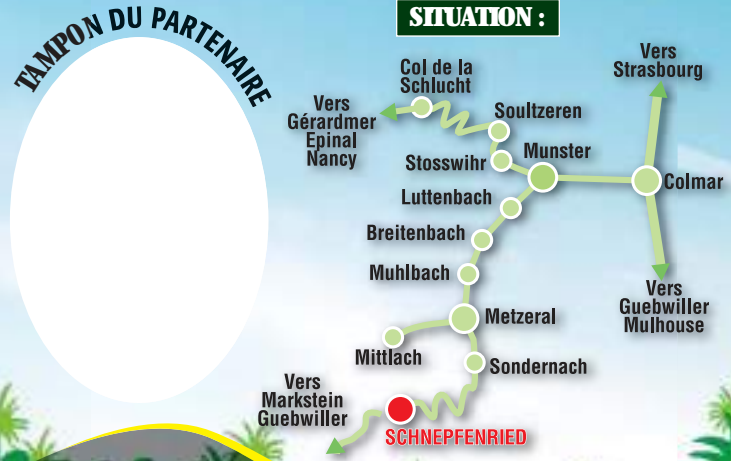 TAMPON DU PARTENAIRE
SITUATION :
Vers
Strasbourg
Col de la
Schlucht
Vers
Gérardmer
Epinal
Nancy
Soultzeren
Stosswihr
Munster
Colmar
Luttenbach
Breitenbach
Muhlbach
Vers
Guebwiller
Mulhouse
Metzeral
Mittlach
Sondernach
Vers
Markstein
Guebwiller
SCHNEPFENRIED